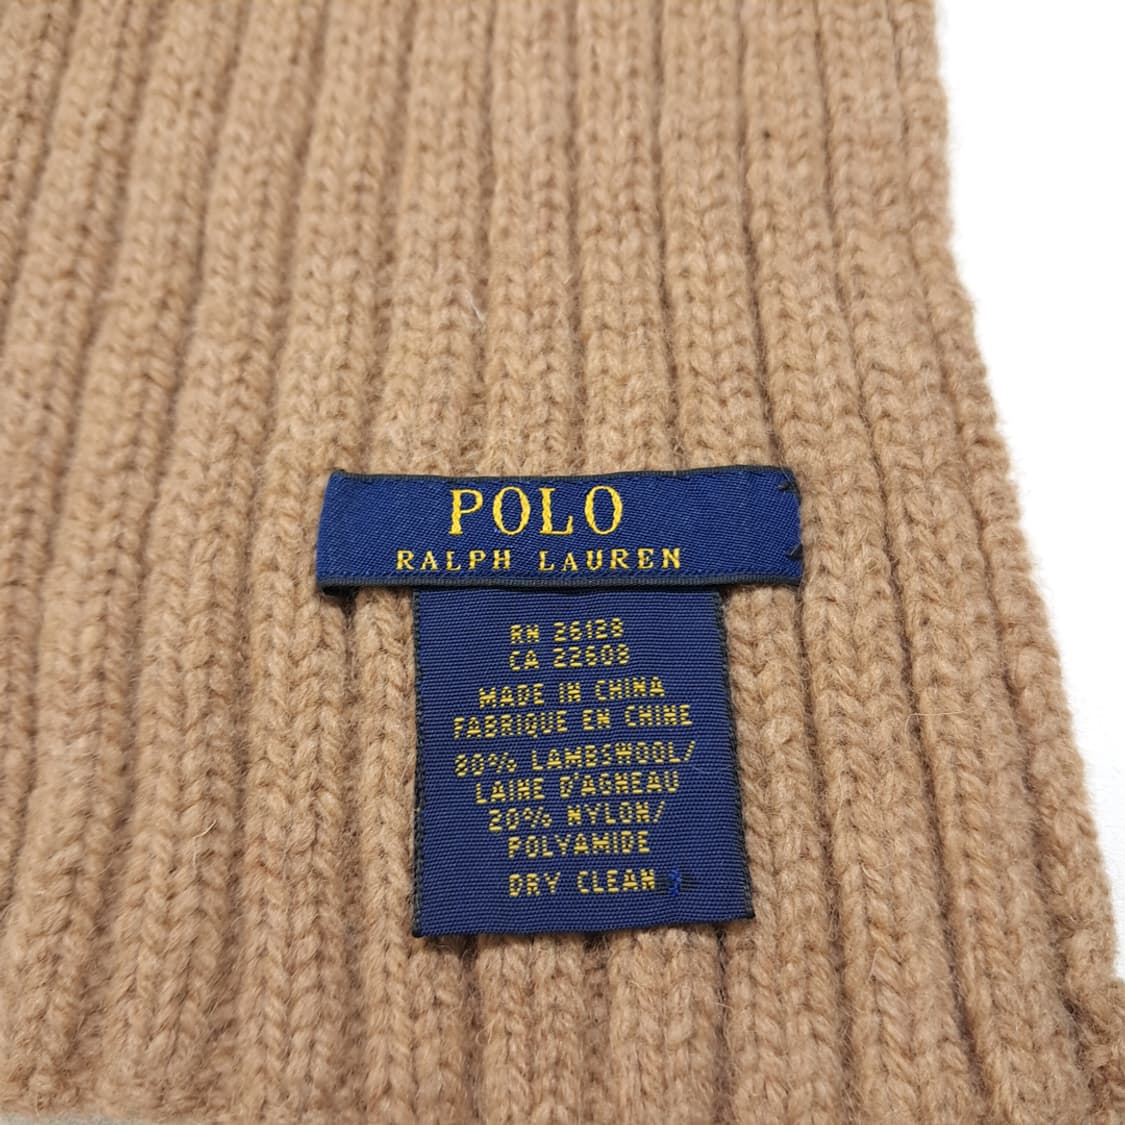 POLO
RALPH LAUREN
RN 26128
CA 22608
MADE IN CHINA
FABRIQUE EN CHINE
80% LAMBSWOOL/
LAINE D'AGNEAU
20% NYLON/
POLYAMIDE
DRY CLEAN